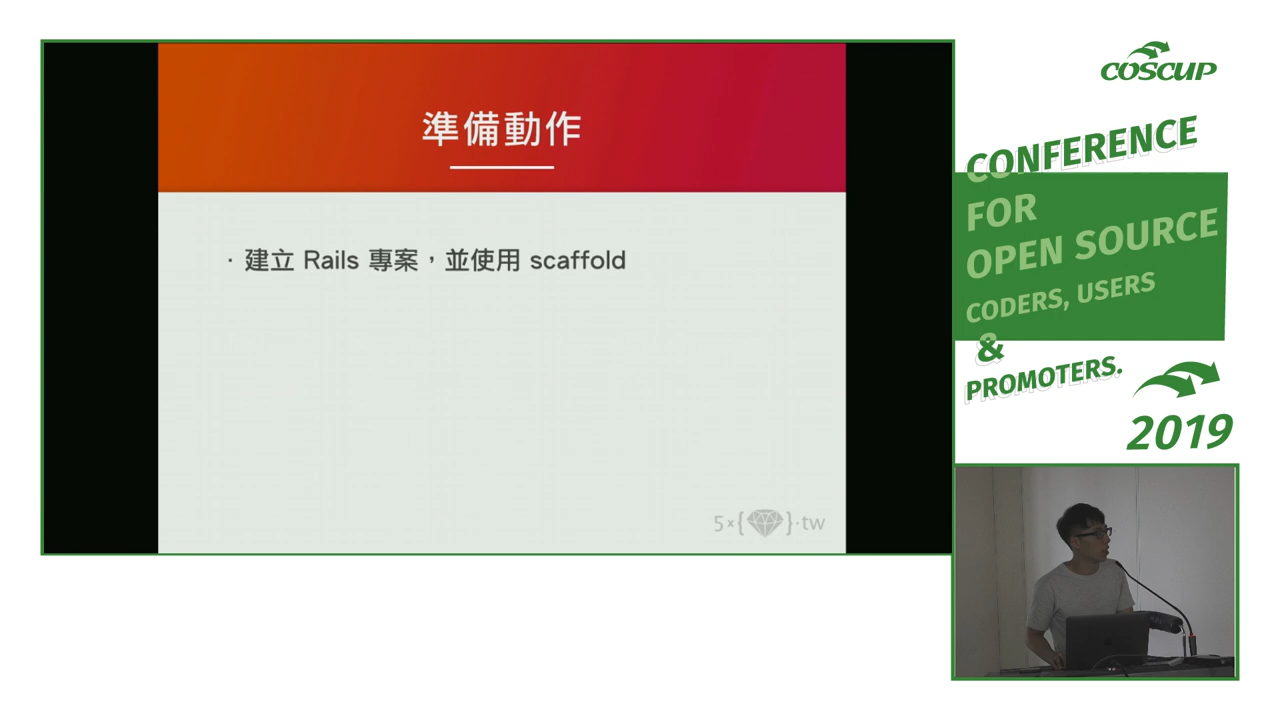 準備動作
· 建立 Rails 專案，並使用 scaffold
5×{}·tw
COSCUP
CONFERENCE
FOR
OPEN SOURCE
CODERS, USERS
&
PROMOTERS.
2019